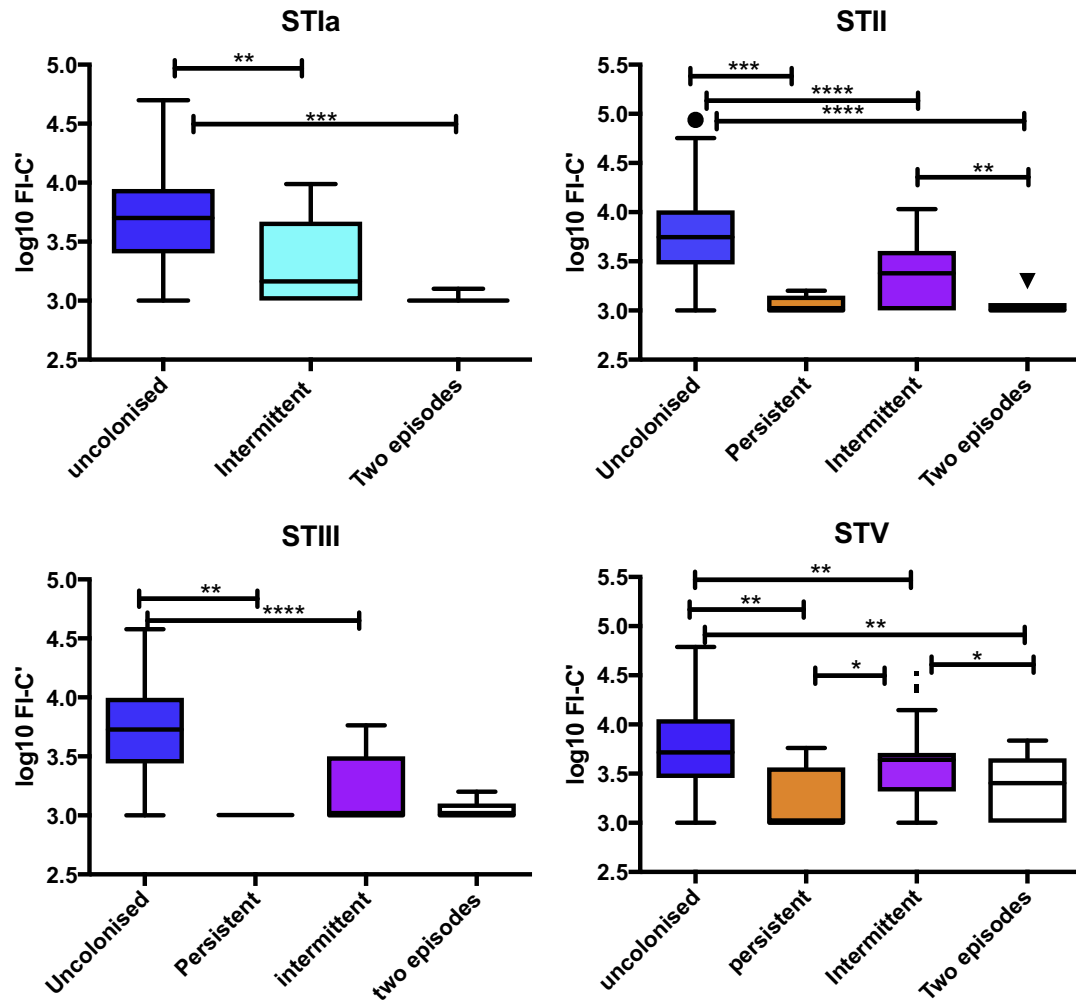 STIa
**
***
5.0
4.5
4.0
3.5
3.0
2.5
log10 FI-C'
uncolonised
Intermittent
Two episodes
STII
***
****
****
**
5.5
5.0
4.5
4.0
3.5
3.0
2.5
log10 FI-C'
Uncolonised
Persistent
Intermittent
Two episodes
STIII
**
****
5.0
4.5
4.0
3.5
3.0
2.5
log10 FI-C'
Uncolonised
Persistent
intermittent
two episodes
STV
**
**
**
*
*
5.5
5.0
4.5
4.0
3.5
3.0
2.5
log10 FI-C'
uncolonised
persistent
Intermittent
Two episodes